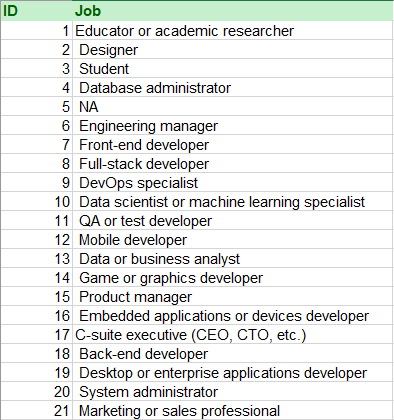 ID Job
1 Educator or academic researcher
2 Designer
3 Student
4 Database administrator
5 NA
6 Engineering manager
7 Front-end developer
8 Full-stack developer
9 DevOps specialist
10 Data scientist or machine learning specialist
11 QA or test developer
12 Mobile developer
13 Data or business analyst
14 Game or graphics developer
15 Product manager
16 Embedded applications or devices developer
17 C-suite executive (CEO, CTO, etc.)
18 Back-end developer
19 Desktop or enterprise applications developer
20 System administrator
21 Marketing or sales professional